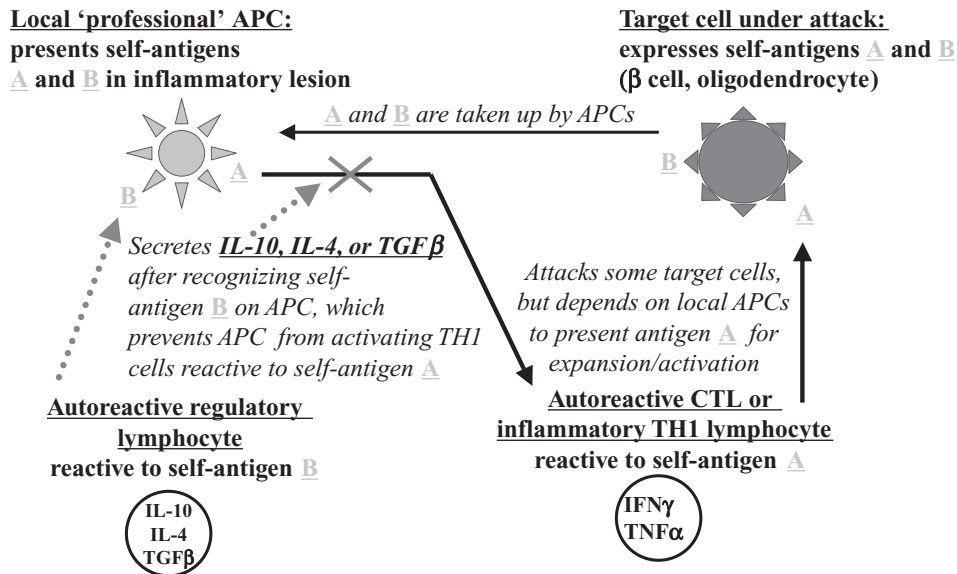 Local ‘professional’ APC:
presents self-antigens
A and B in inflammatory lesion
Target cell under attack:
expresses self-antigens A and B
(β cell, oligodendrocyte)
A and B are taken up by APCs
A
B
B
A
Secretes IL-10, IL-4, or TGFβ
after recognizing self-
antigen B on APC, which
prevents APC from activating TH1
cells reactive to self-antigen A
Attacks some target cells,
but depends on local APCs
to present antigen A for
expansion/activation
Autoreactive regulatory
lymphocyte
reactive to self-antigen B
Autoreactive CTL or
inflammatory TH1 lymphocyte
reactive to self-antigen A
IL-10
IL-4
TGFβ
IFNγ
TNFα